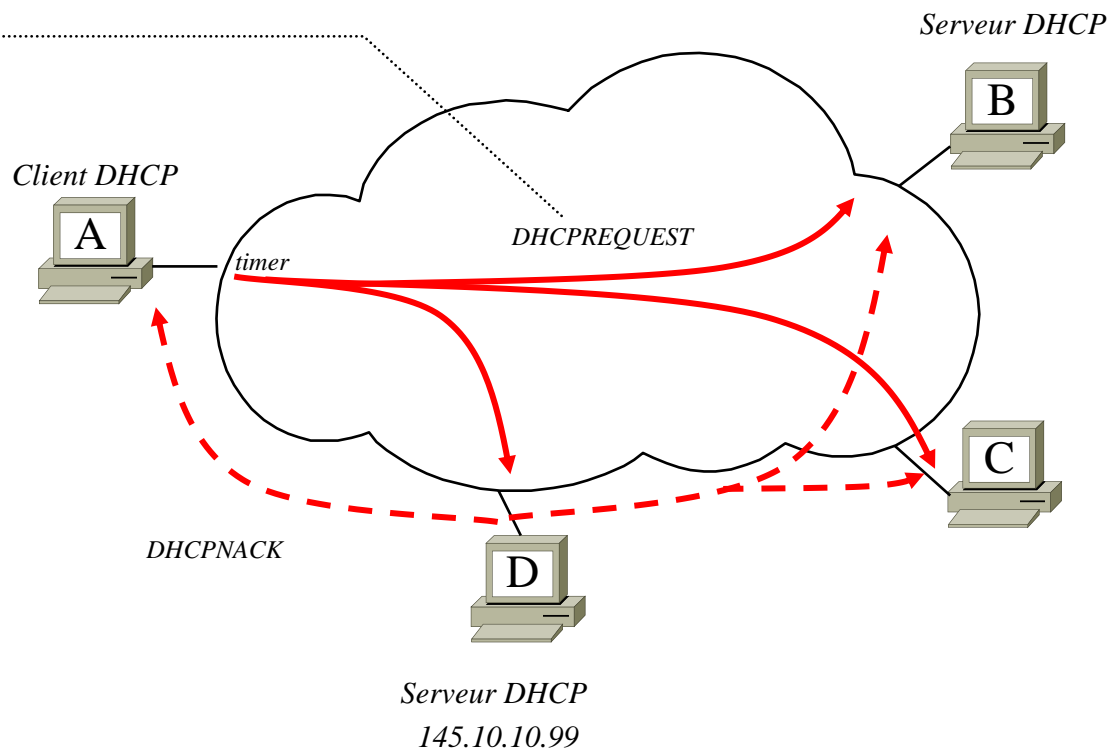 Serveur DHCP
B
Client DHCP
A
DHCPREQUEST
timer
C
DHCPNACK
D
Serveur DHCP
145.10.10.99